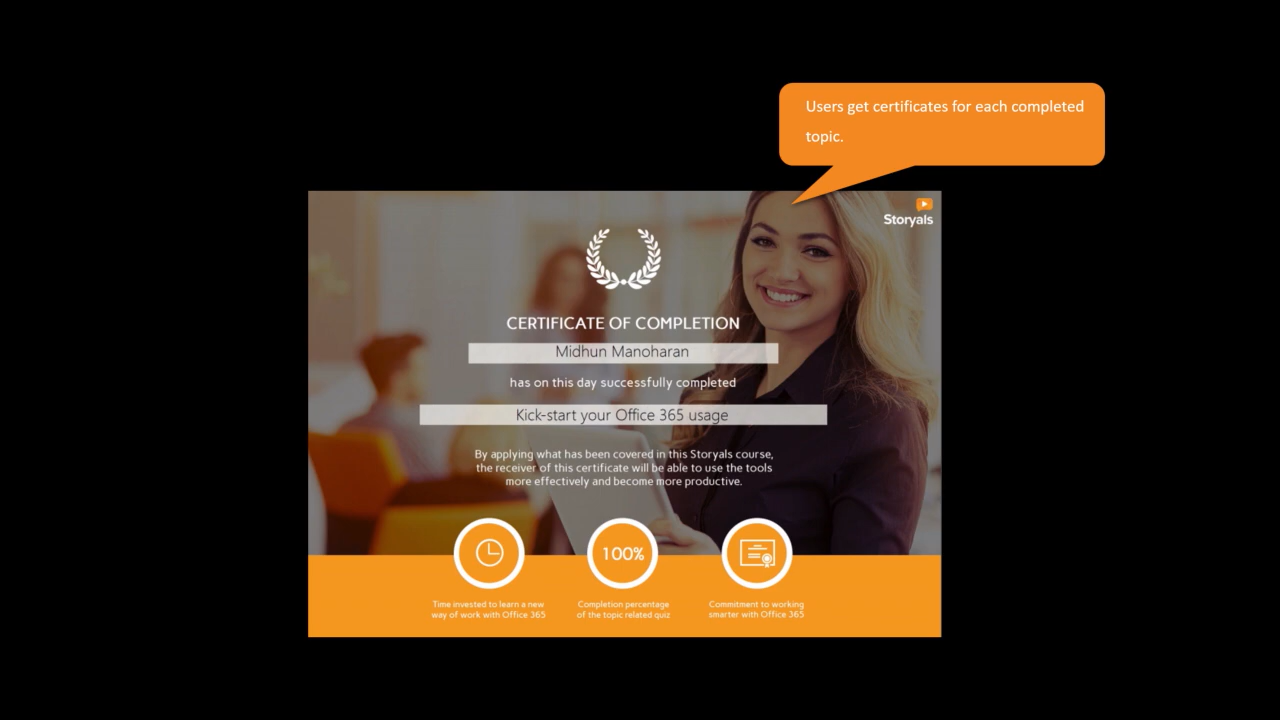 Users get certificates for each completed
topic.
Storyals
CERTIFICATE OF COMPLETION
Midhun Manoharan
has on this day successfully completed
Kick-start your Office 365 usage
By applying what has been covered in this Storyals course,
the receiver of this certificate will be able to use the tools
more effectively and become more productive.
100%
Time invested to learn a new
way of work with Office 365
Completion percentage
of the topic related quiz
Commitment to working
smarter with Office 365